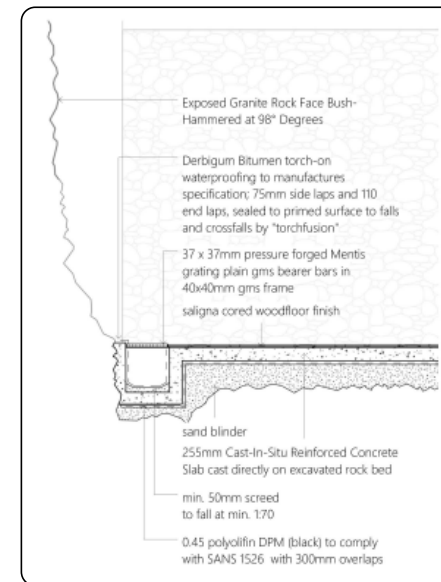 Exposed Granite Rock Face Bush-
Hammered at 98° Degrees
Derbigum Bitumen torch-on
waterproofing to manufactures
specification; 75mm side laps and 110
end laps, sealed to primed surface to falls
and crossfalls by "torchfusion"
37 x 37mm pressure forged Mentis
grating plain gms bearer bars in
40x40mm gms frame
saligna cored woodfloor finish
sand blinder
255mm Cast-In-Situ Reinforced Concrete
Slab cast directly on excavated rock bed
min. 50mm screed
to fall at min. 1:70
0.45 polyolifin DPM (black) to comply
with SANS 1526 with 300mm overlaps